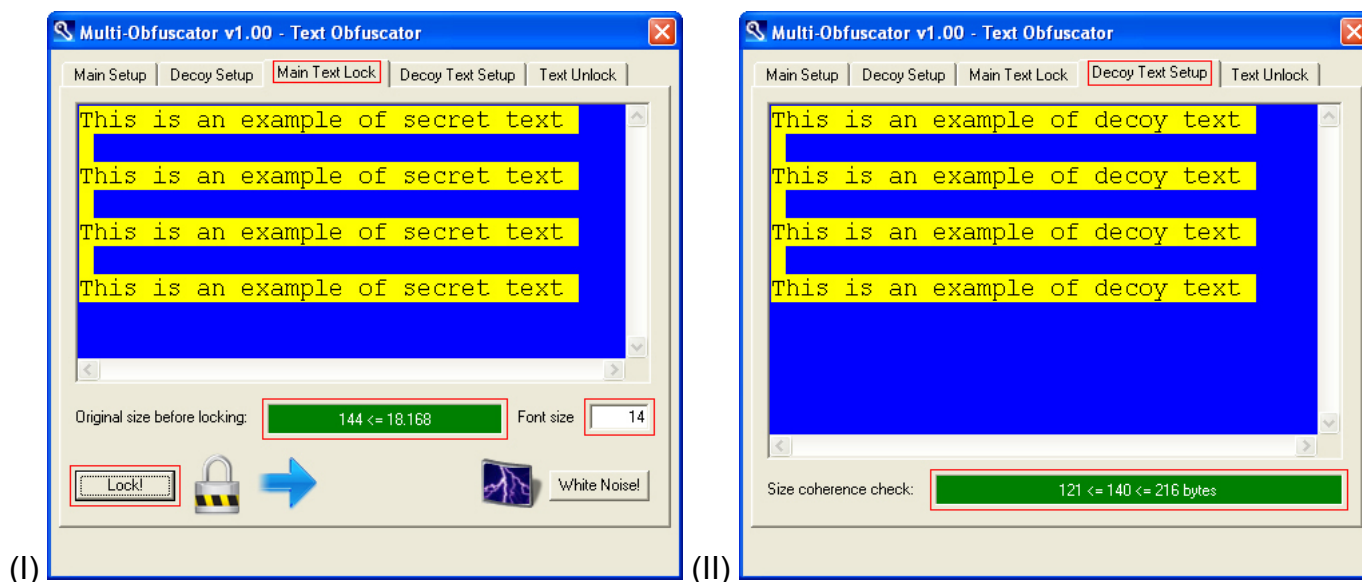 Multi-Obfuscator v1.00 - Text Obfuscator
Main Setup Decoy Setup Main Text Lock Decoy Text Setup Text Unlock
This is an example of secret text
This is an example of secret text
This is an example of secret text
This is an example of secret text
Original size before locking: 144 <= 18.168 Font size 14
Lock! White Noise!
(I)
Multi-Obfuscator v1.00 - Text Obfuscator
Main Setup Decoy Setup Main Text Lock Decoy Text Setup Text Unlock
This is an example of decoy text
This is an example of decoy text
This is an example of decoy text
This is an example of decoy text
Size coherence check: 121 <= 140 <= 216 bytes
(II)